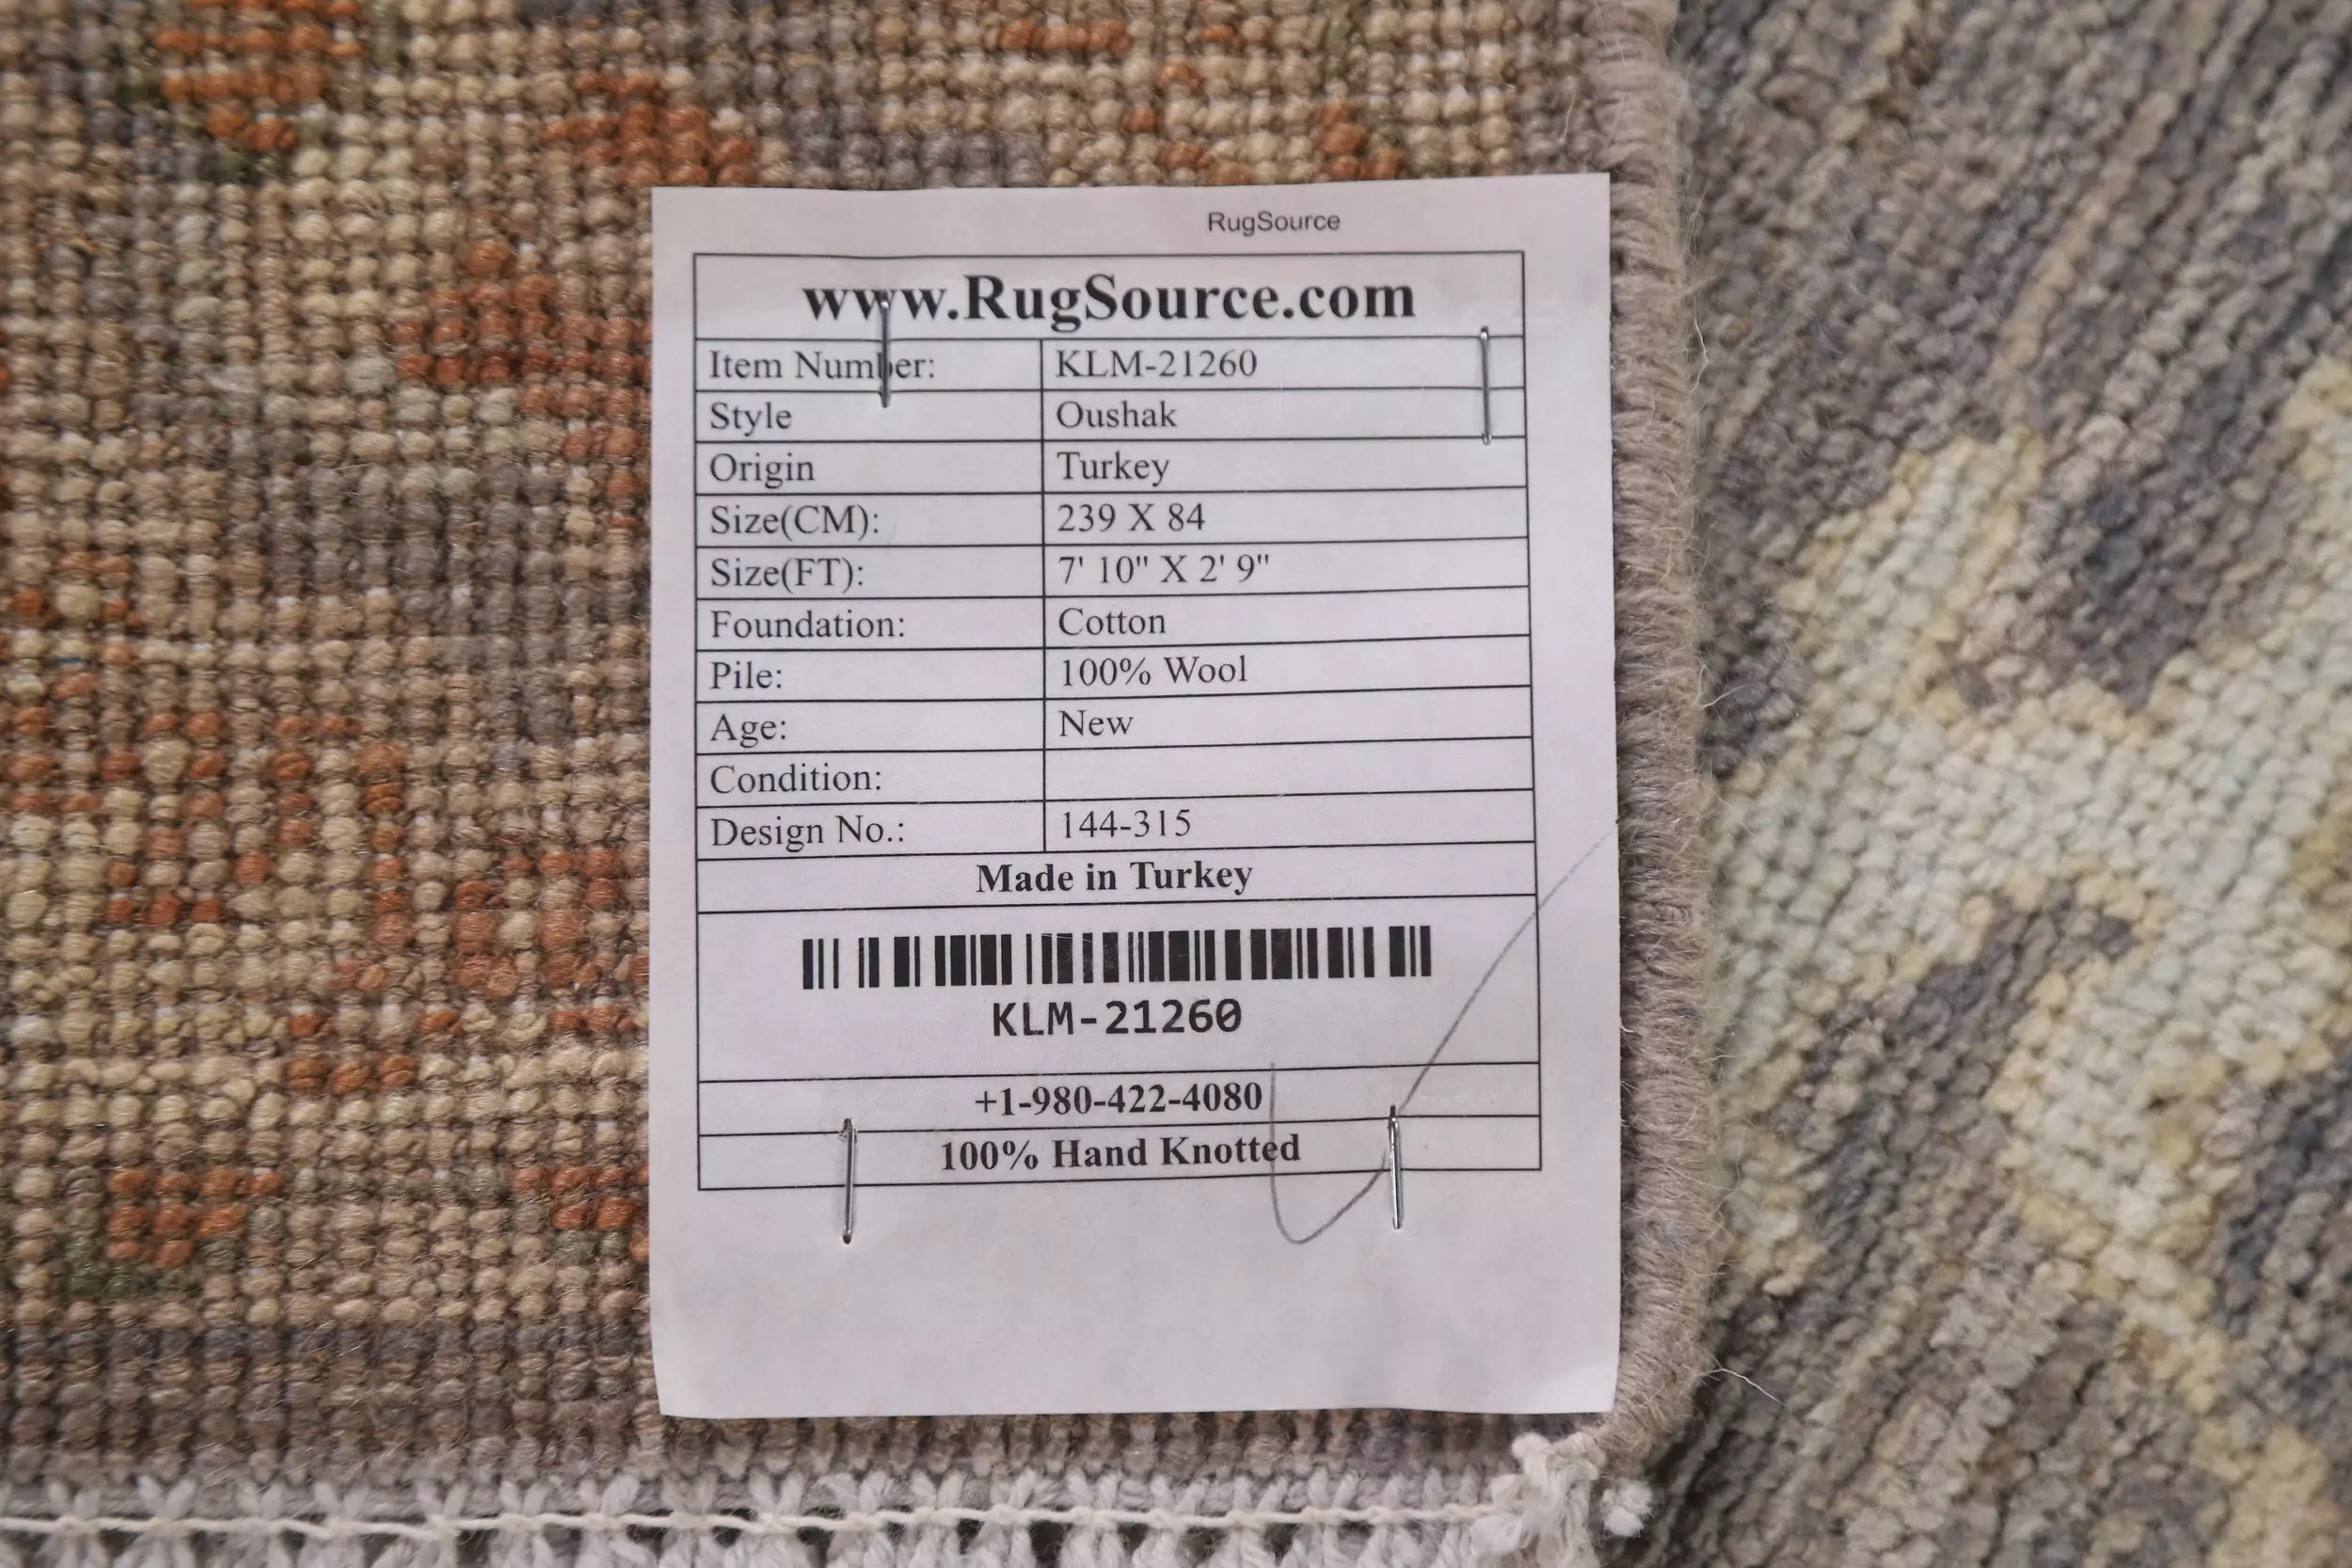 RugSource
www.RugSource.com
Item Number: KLM-21260
Style Oushak
Origin Turkey
Size(CM): 239 X 84
Size(FT): 7' 10" X 2' 9"
Foundation: Cotton
Pile: 100% Wool
Age: New
Condition:
Design No.: 144-315
Made in Turkey
KLM-21260
+1-980-422-4080
100% Hand Knotted